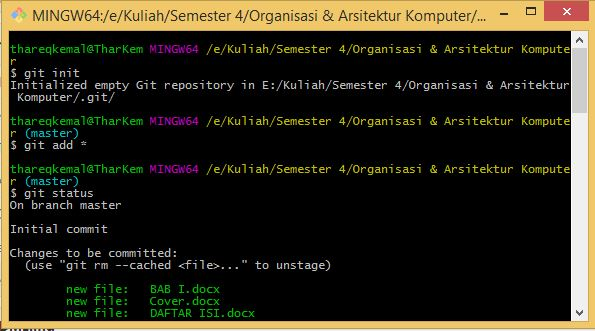 MINGW64:/e/Kuliah/Semester 4/Organisasi & Arsitektur Komputer/...
thareqkemal@TharKem MINGW64 /e/Kuliah/Semester 4/Organisasi & Arsitektur Kompute
r
$ git init
Initialized empty Git repository in E:/Kuliah/Semester 4/Organisasi & Arsitektur
 Komputer/.git/
thareqkemal@TharKem MINGW64 /e/Kuliah/Semester 4/Organisasi & Arsitektur Kompute
r (master)
$ git add *
thareqkemal@TharKem MINGW64 /e/Kuliah/Semester 4/Organisasi & Arsitektur Kompute
r (master)
$ git status
On branch master
Initial commit
Changes to be committed:
  (use "git rm --cached <file>..." to unstage)
        new file:   BAB I.docx
        new file:   Cover.docx
        new file:   DAFTAR ISI.docx